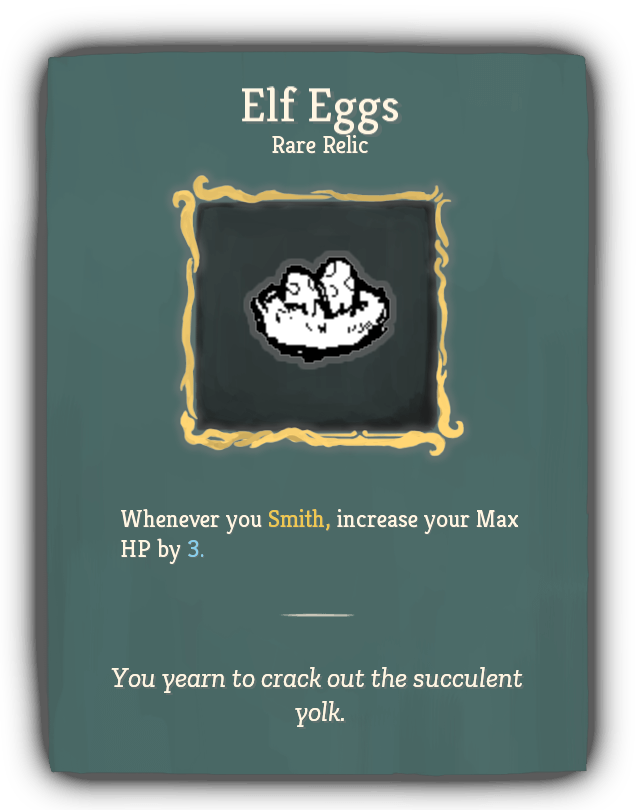 Elf Eggs
Rare Relic
Whenever you Smith, increase your Max
HP by 3.
You yearn to crack out the succulent
yolk.